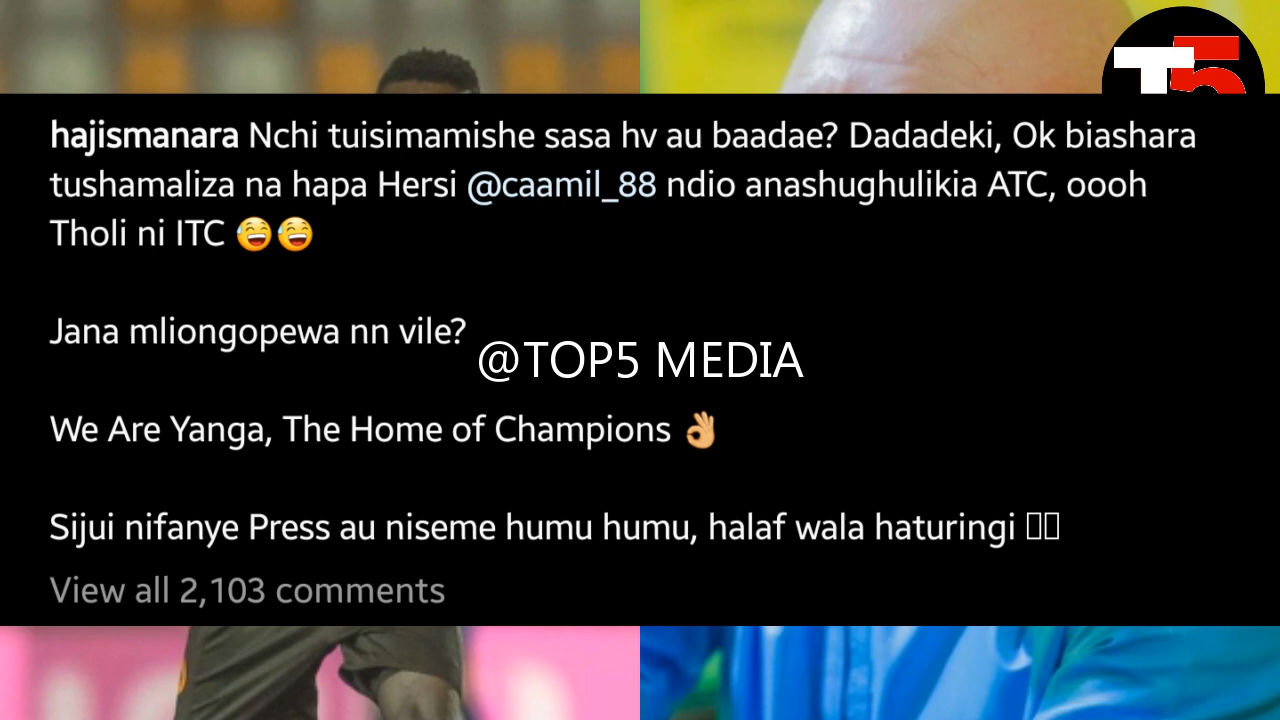 T5
hajismanara Nchi tuisimamishe sasa hv au baadae? Dadadeki, Ok biashara
tushamaliza na hapa Hersi @caamil_88 ndio anashughulikia ATC, oooh
Tholi ni ITC 😅😅
Jana mliongopewa nn vile?
@TOP5 MEDIA
We Are Yanga, The Home of Champions 👌🏼
Sijui nifanye Press au niseme humu humu, halaf wala haturingi
View all 2,103 comments